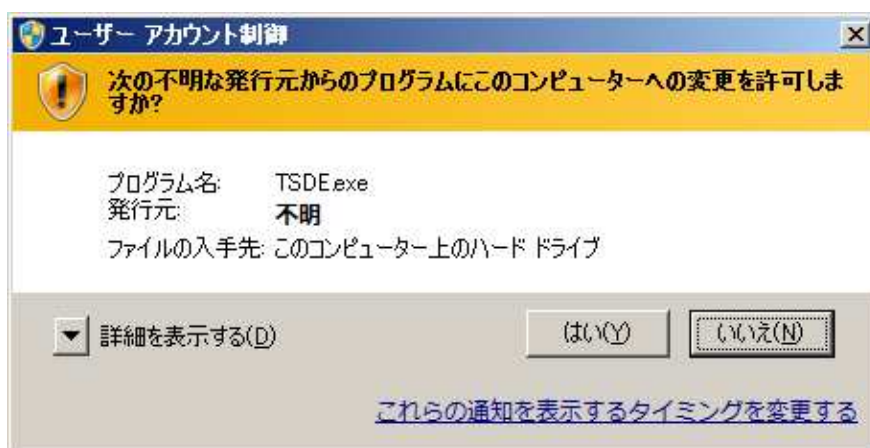 ユーザー アカウント制御
次の不明な発行元からのプログラムにこのコンピューターへの変更を許可しま
すか?
プログラム名: TSDE.exe
発行元: 不明
ファイルの入手先: このコンピューター上のハード ドライブ
詳細を表示する(D)
はい(Y)
いいえ(N)
これらの通知を表示するタイミングを変更する